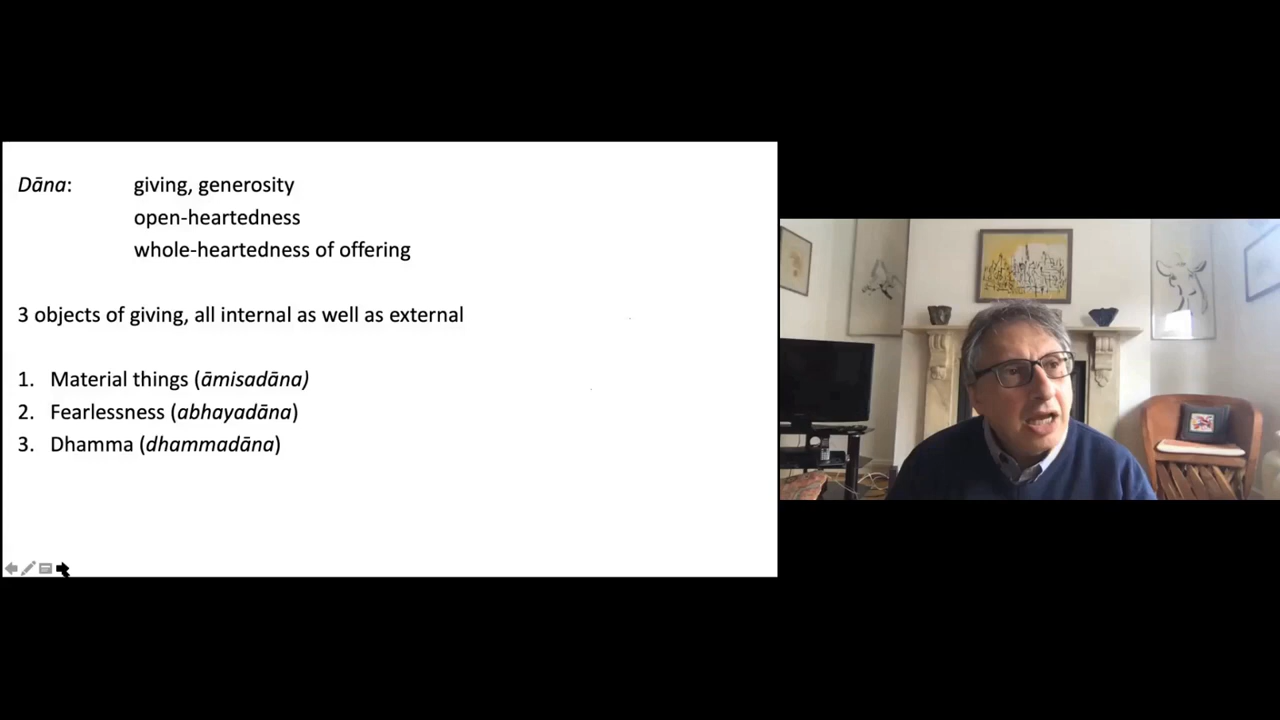 Dāna: giving, generosity
open-heartedness
whole-heartedness of offering
3 objects of giving, all internal as well as external
1. Material things (āmisadāna)
2. Fearlessness (abhayadāna)
3. Dhamma (dhammadāna)